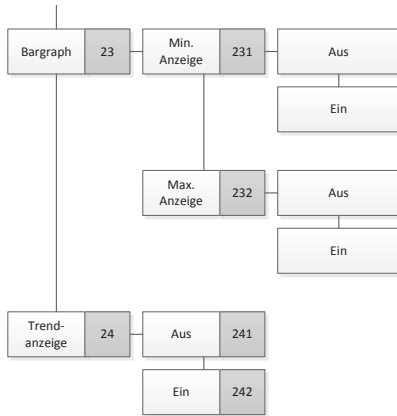 Bargraph 23 Min. Anzeige 231 Aus
Ein
Max. Anzeige 232 Aus
Ein
Trend-
anzeige 24 Aus 241
Ein 242